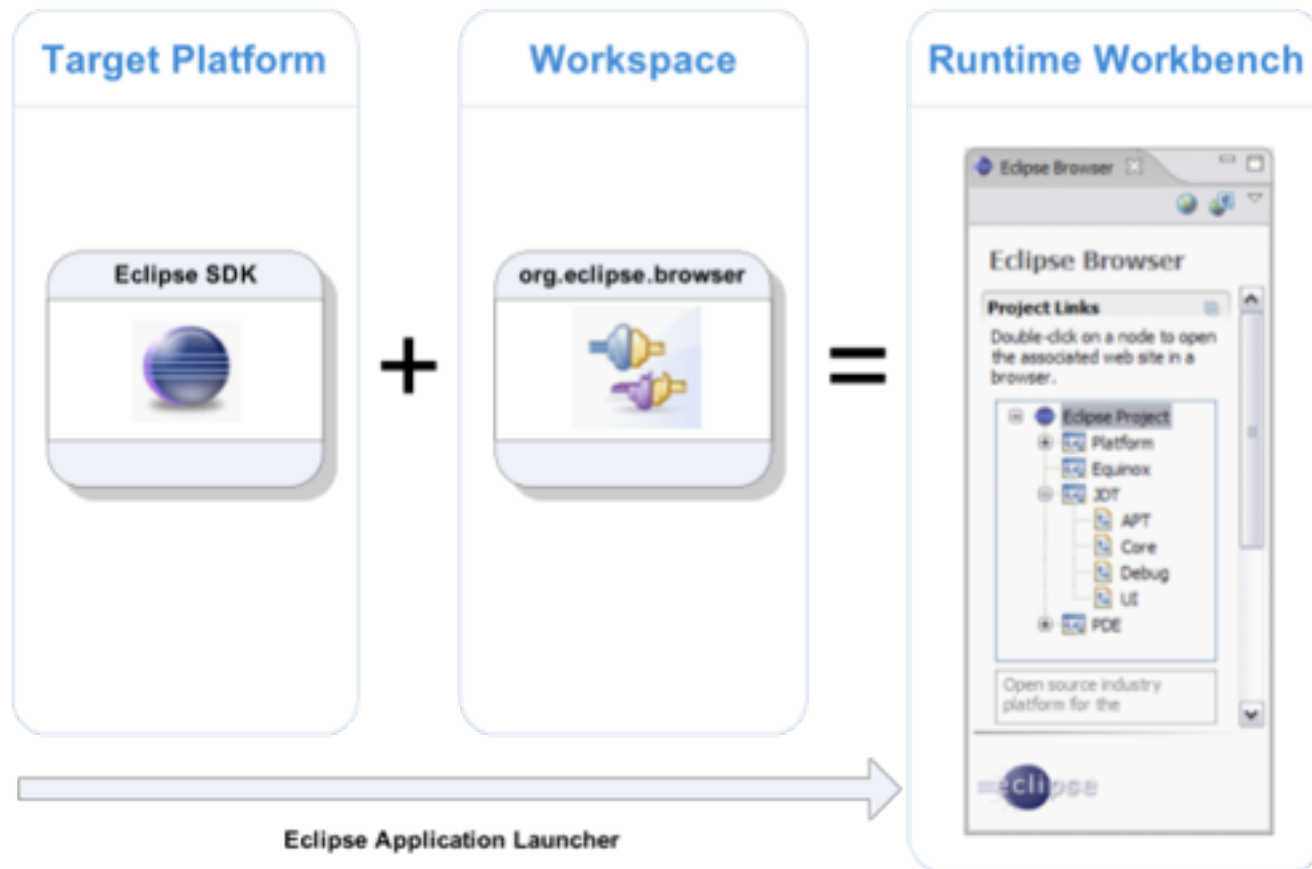 Target Platform
Workspace
Runtime Workbench
Eclipse SDK
org.eclipse.browser
Eclipse Browser
Eclipse Browser
Project Links
Double-click on a node to open
the associated web site in a
browser.
Eclipse Project
Platform
Equinox
JDT
APT
Core
Debug
UI
PDE
Open source industry
platform for the
eclipse
Eclipse Application Launcher